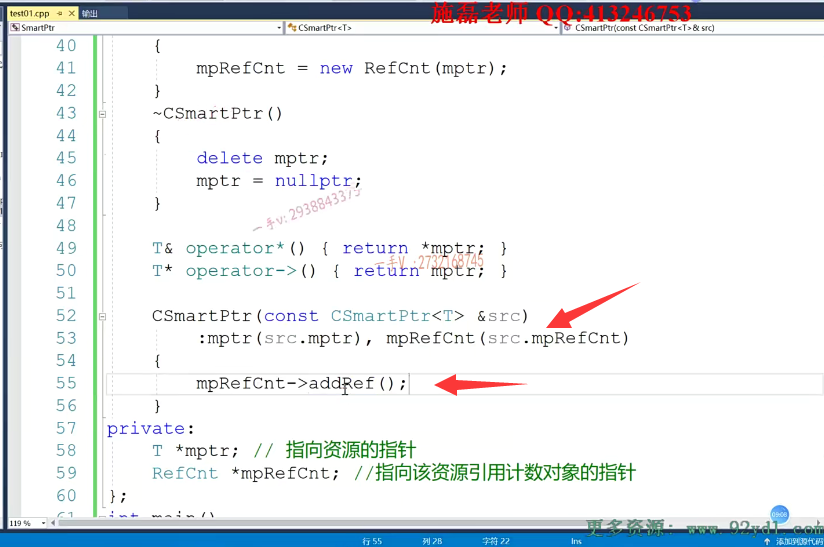 施磊老师 QQ:413246753
test01.cpp 输出
SmartPtr CSmartPtr<T> CSmartPtr(const CSmartPtr<T> & src)
40 {
41 mpRefCnt = new RefCnt(mptr);
42 }
43 ~CSmartPtr()
44 {
45 delete mptr;
46 mptr = nullptr;
47 }
一手v: 2938843375
48
49 T& operator*() { return *mptr; }
一手V :2732168745
50 T* operator->() { return mptr; }
51
52 CSmartPtr(const CSmartPtr<T> &src)
53 :mptr(src.mptr), mpRefCnt(src.mpRefCnt)
54 {
55 mpRefCnt->addRef();
56 }
57 private:
58 T *mptr; // 指向资源的指针
59 RefCnt *mpRefCnt; //指向该资源引用计数对象的指针
60 };
61 int main()
119 %
更多资源: www.92ydl.com
行 55 列 28 字符 22 Ins 添加到源代码